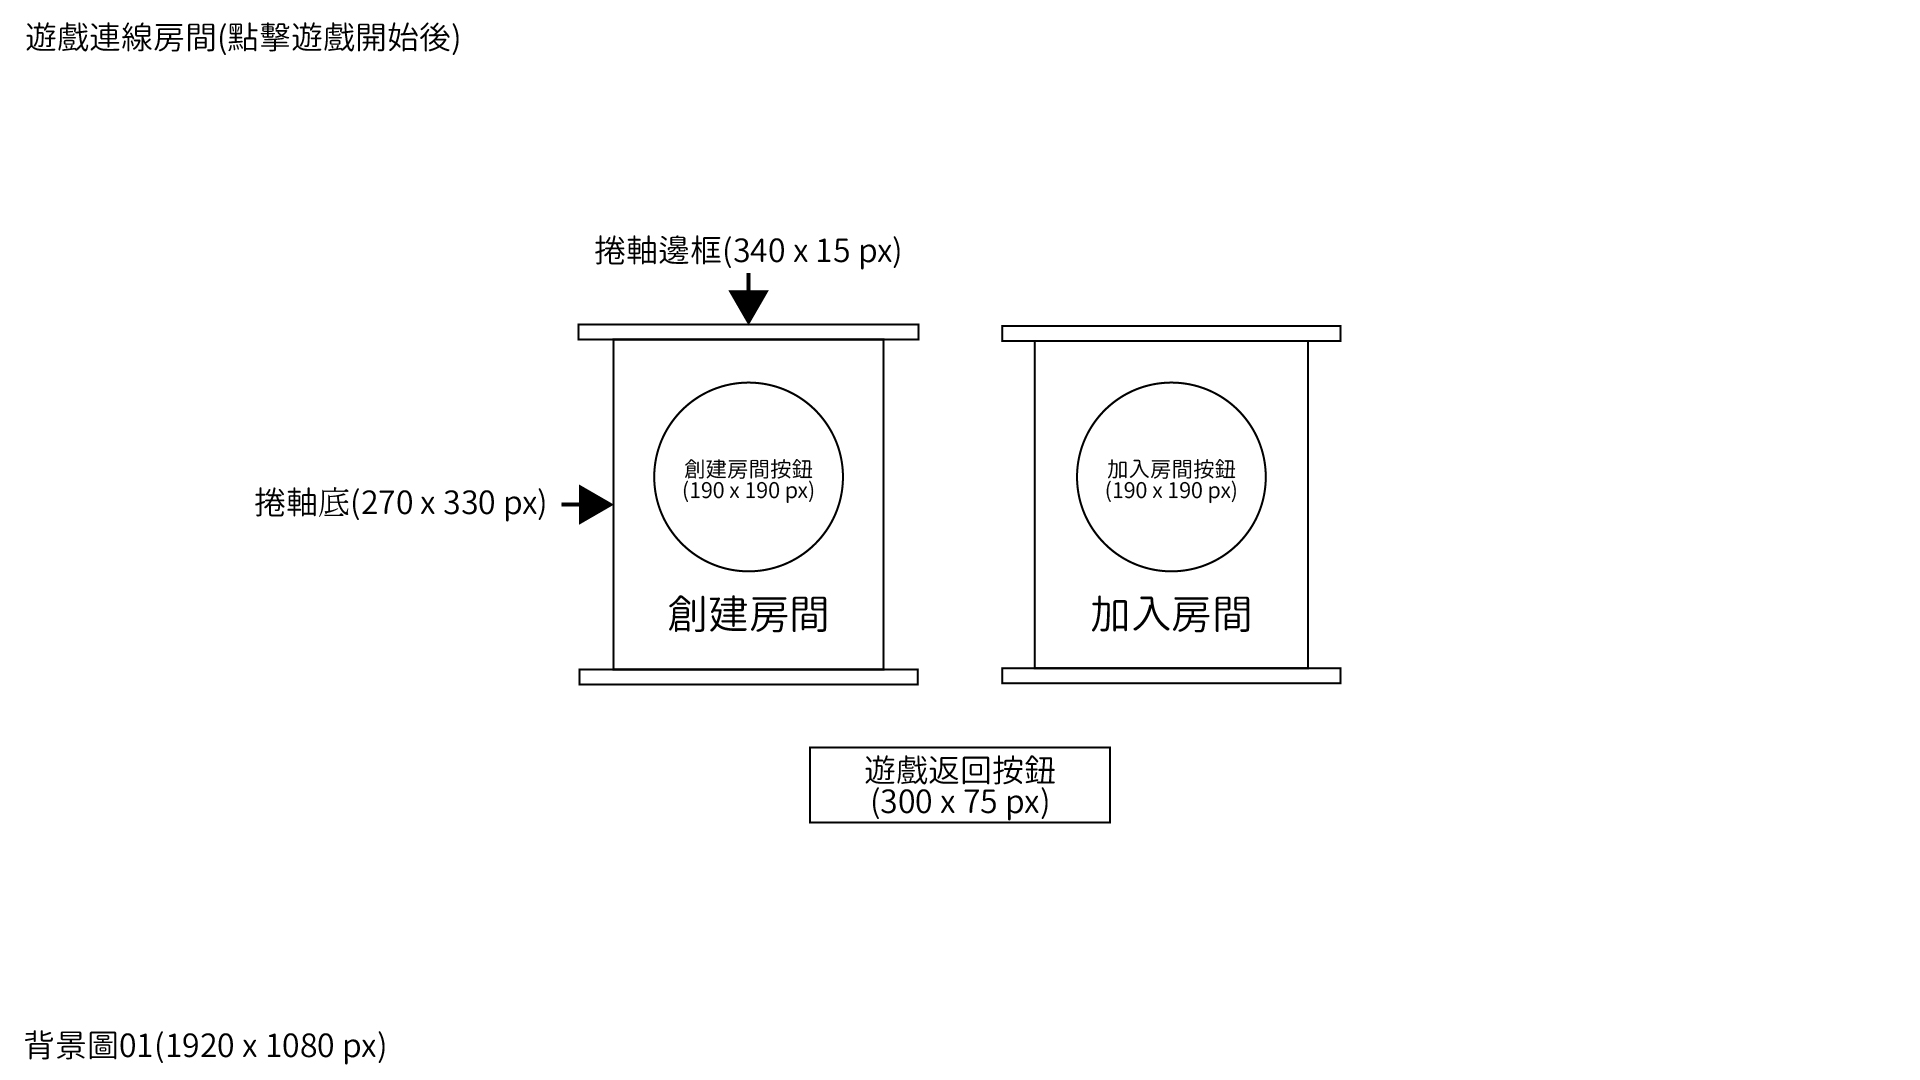 遊戲連線房間(點擊遊戲開始後)
捲軸邊框(340 x 15 px)
捲軸底(270 x 330 px)
創建房間按鈕
(190 x 190 px)
創建房間
加入房間按鈕
(190 x 190 px)
加入房間
遊戲返回按鈕
(300 x 75 px)
背景圖01(1920 x 1080 px)